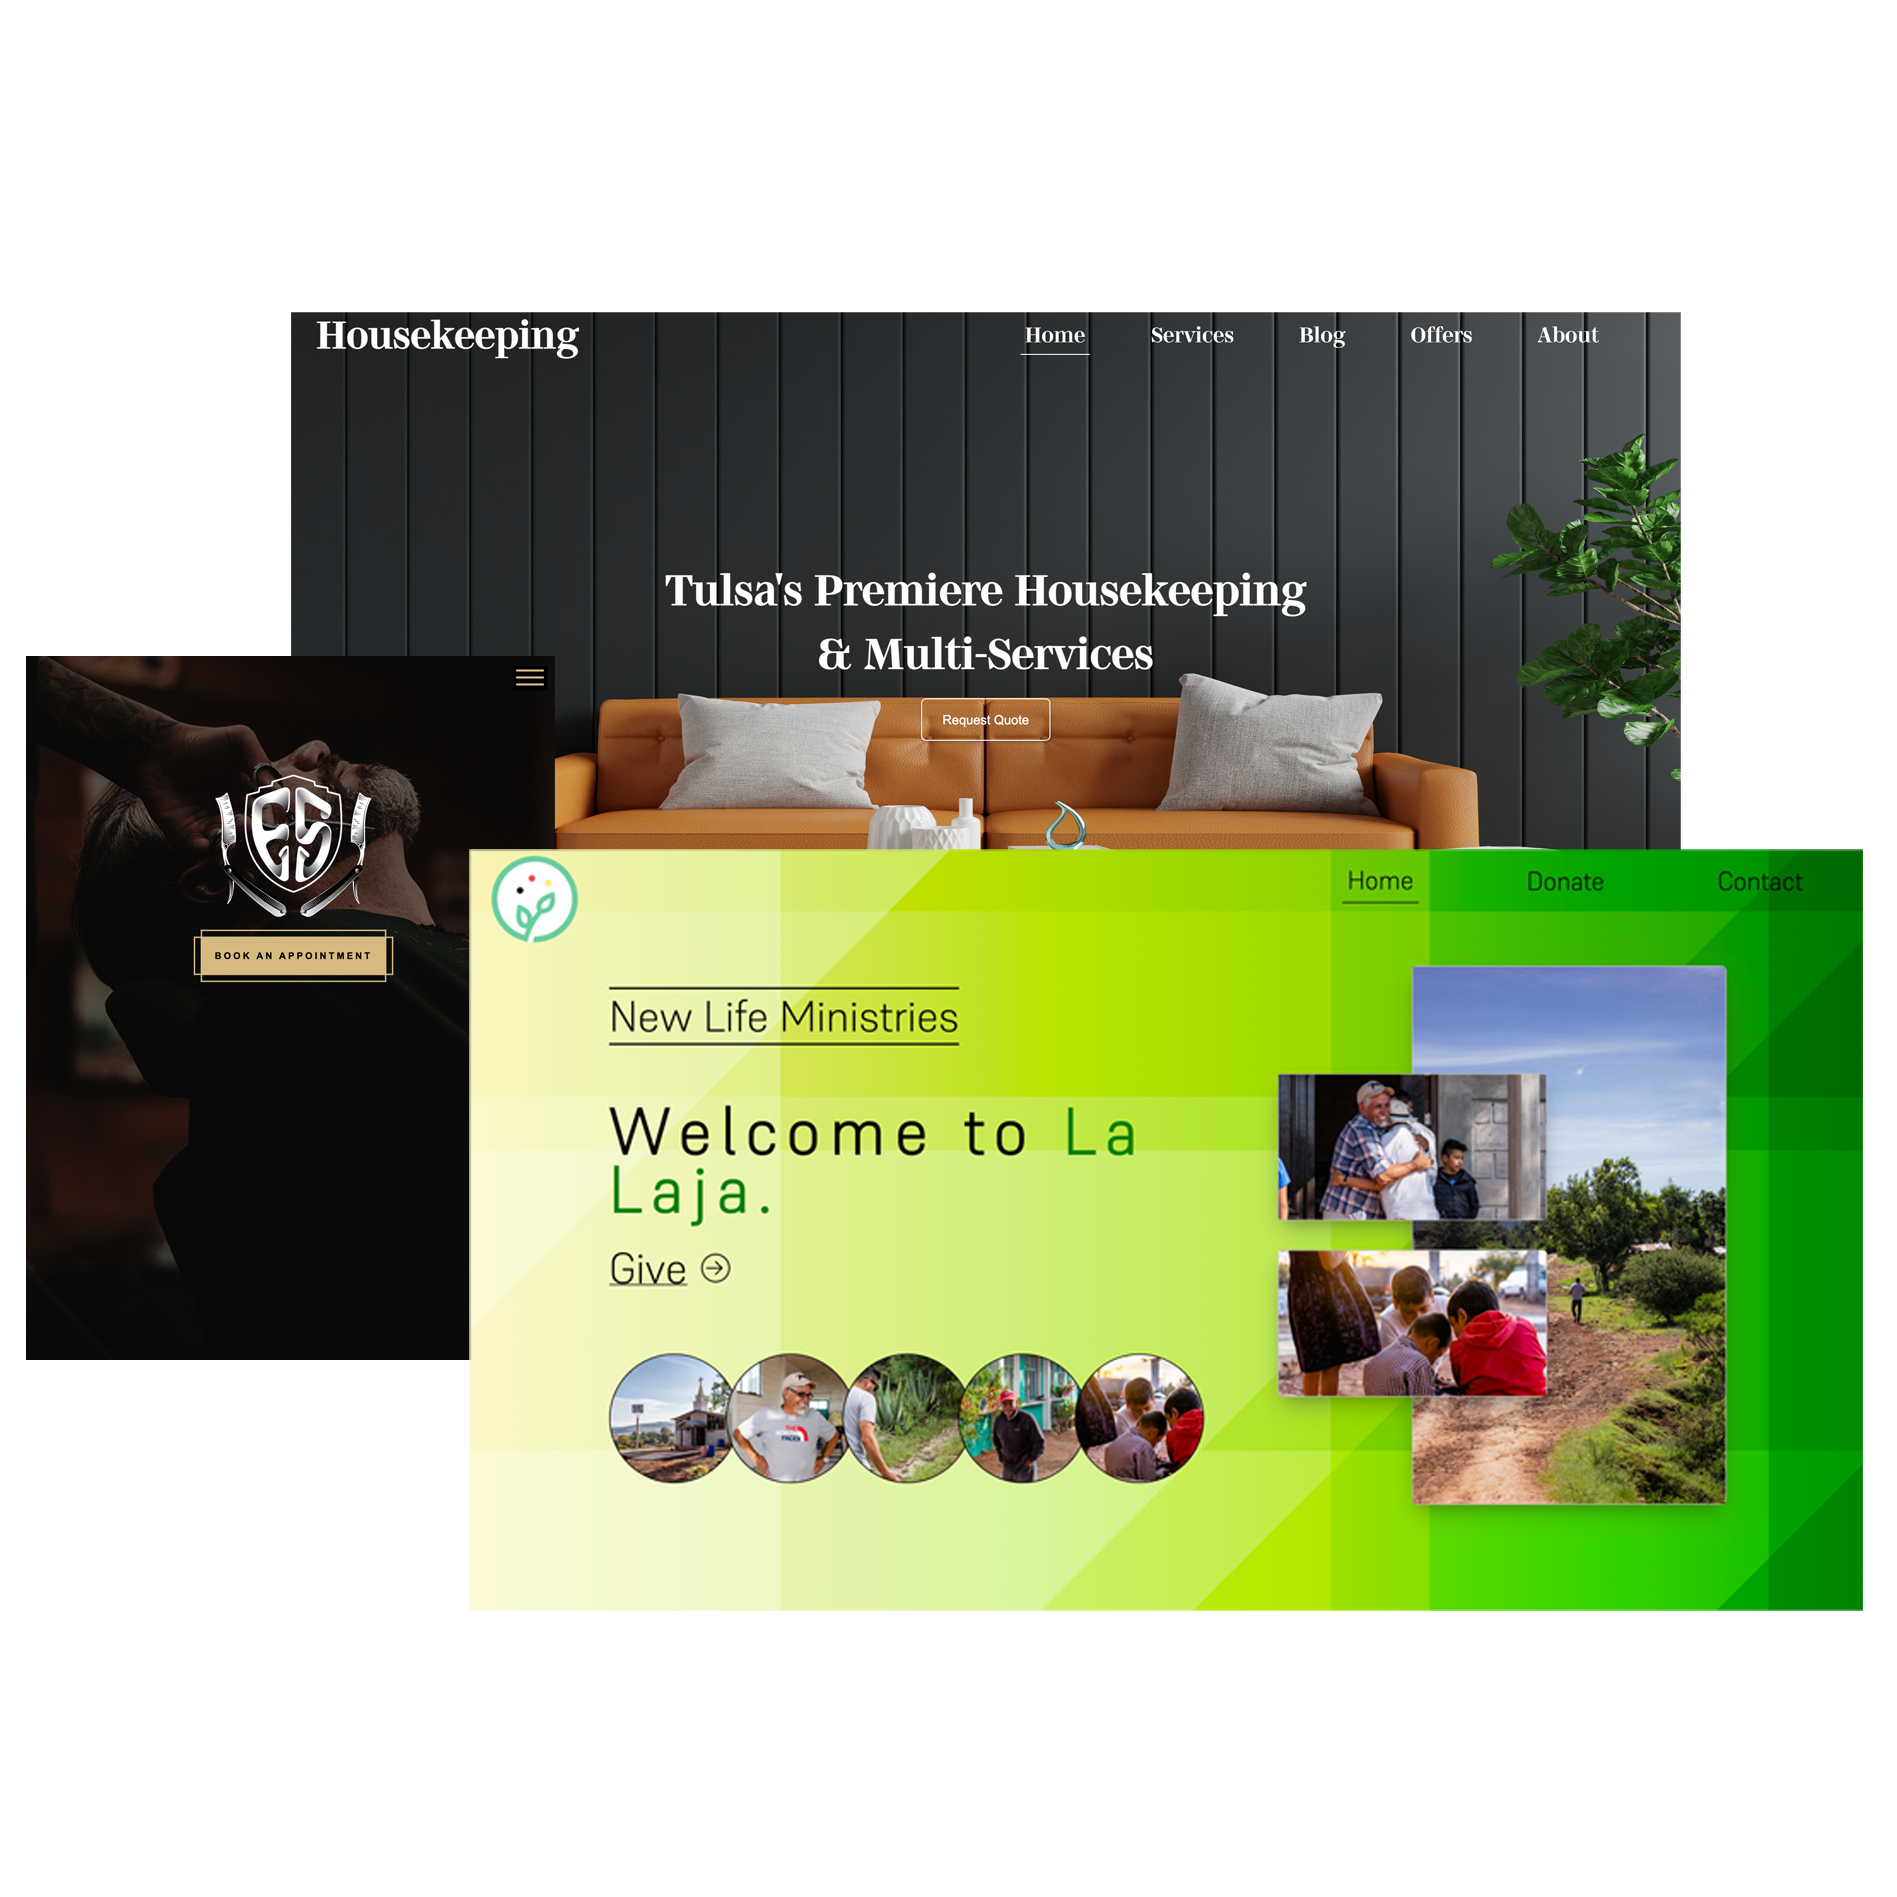 Housekeeping
Home Services Blog Offers About
Tulsa's Premiere Housekeeping
& Multi-Services
Request Quote
ES
BOOK AN APPOINTMENT
Home Donate Contact
New Life Ministries
Welcome to La
Laja.
Give